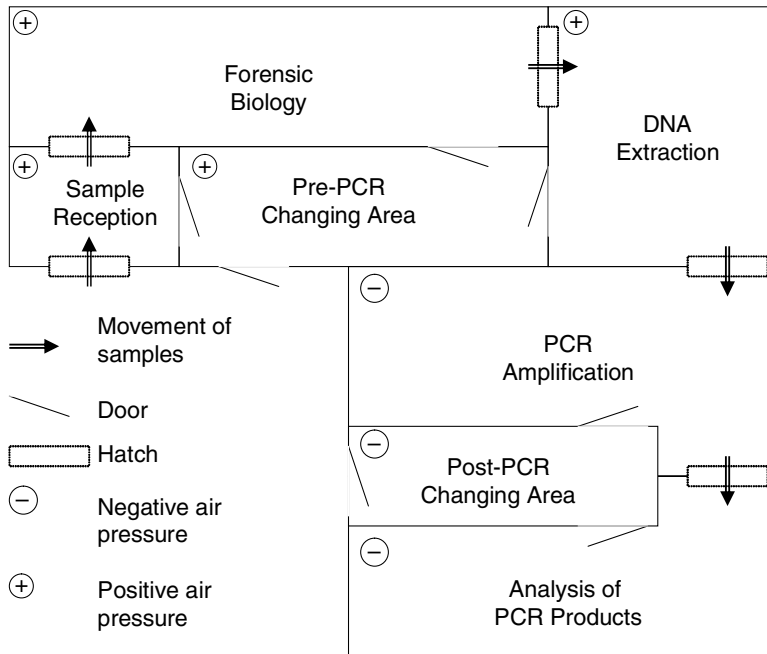 Forensic
Biology
DNA
Extraction
Sample
Reception
Pre-PCR
Changing Area
Movement of
samples
PCR
Amplification
Door
Hatch
Post-PCR
Changing Area
Negative air
pressure
Analysis of
PCR Products
Positive air
pressure